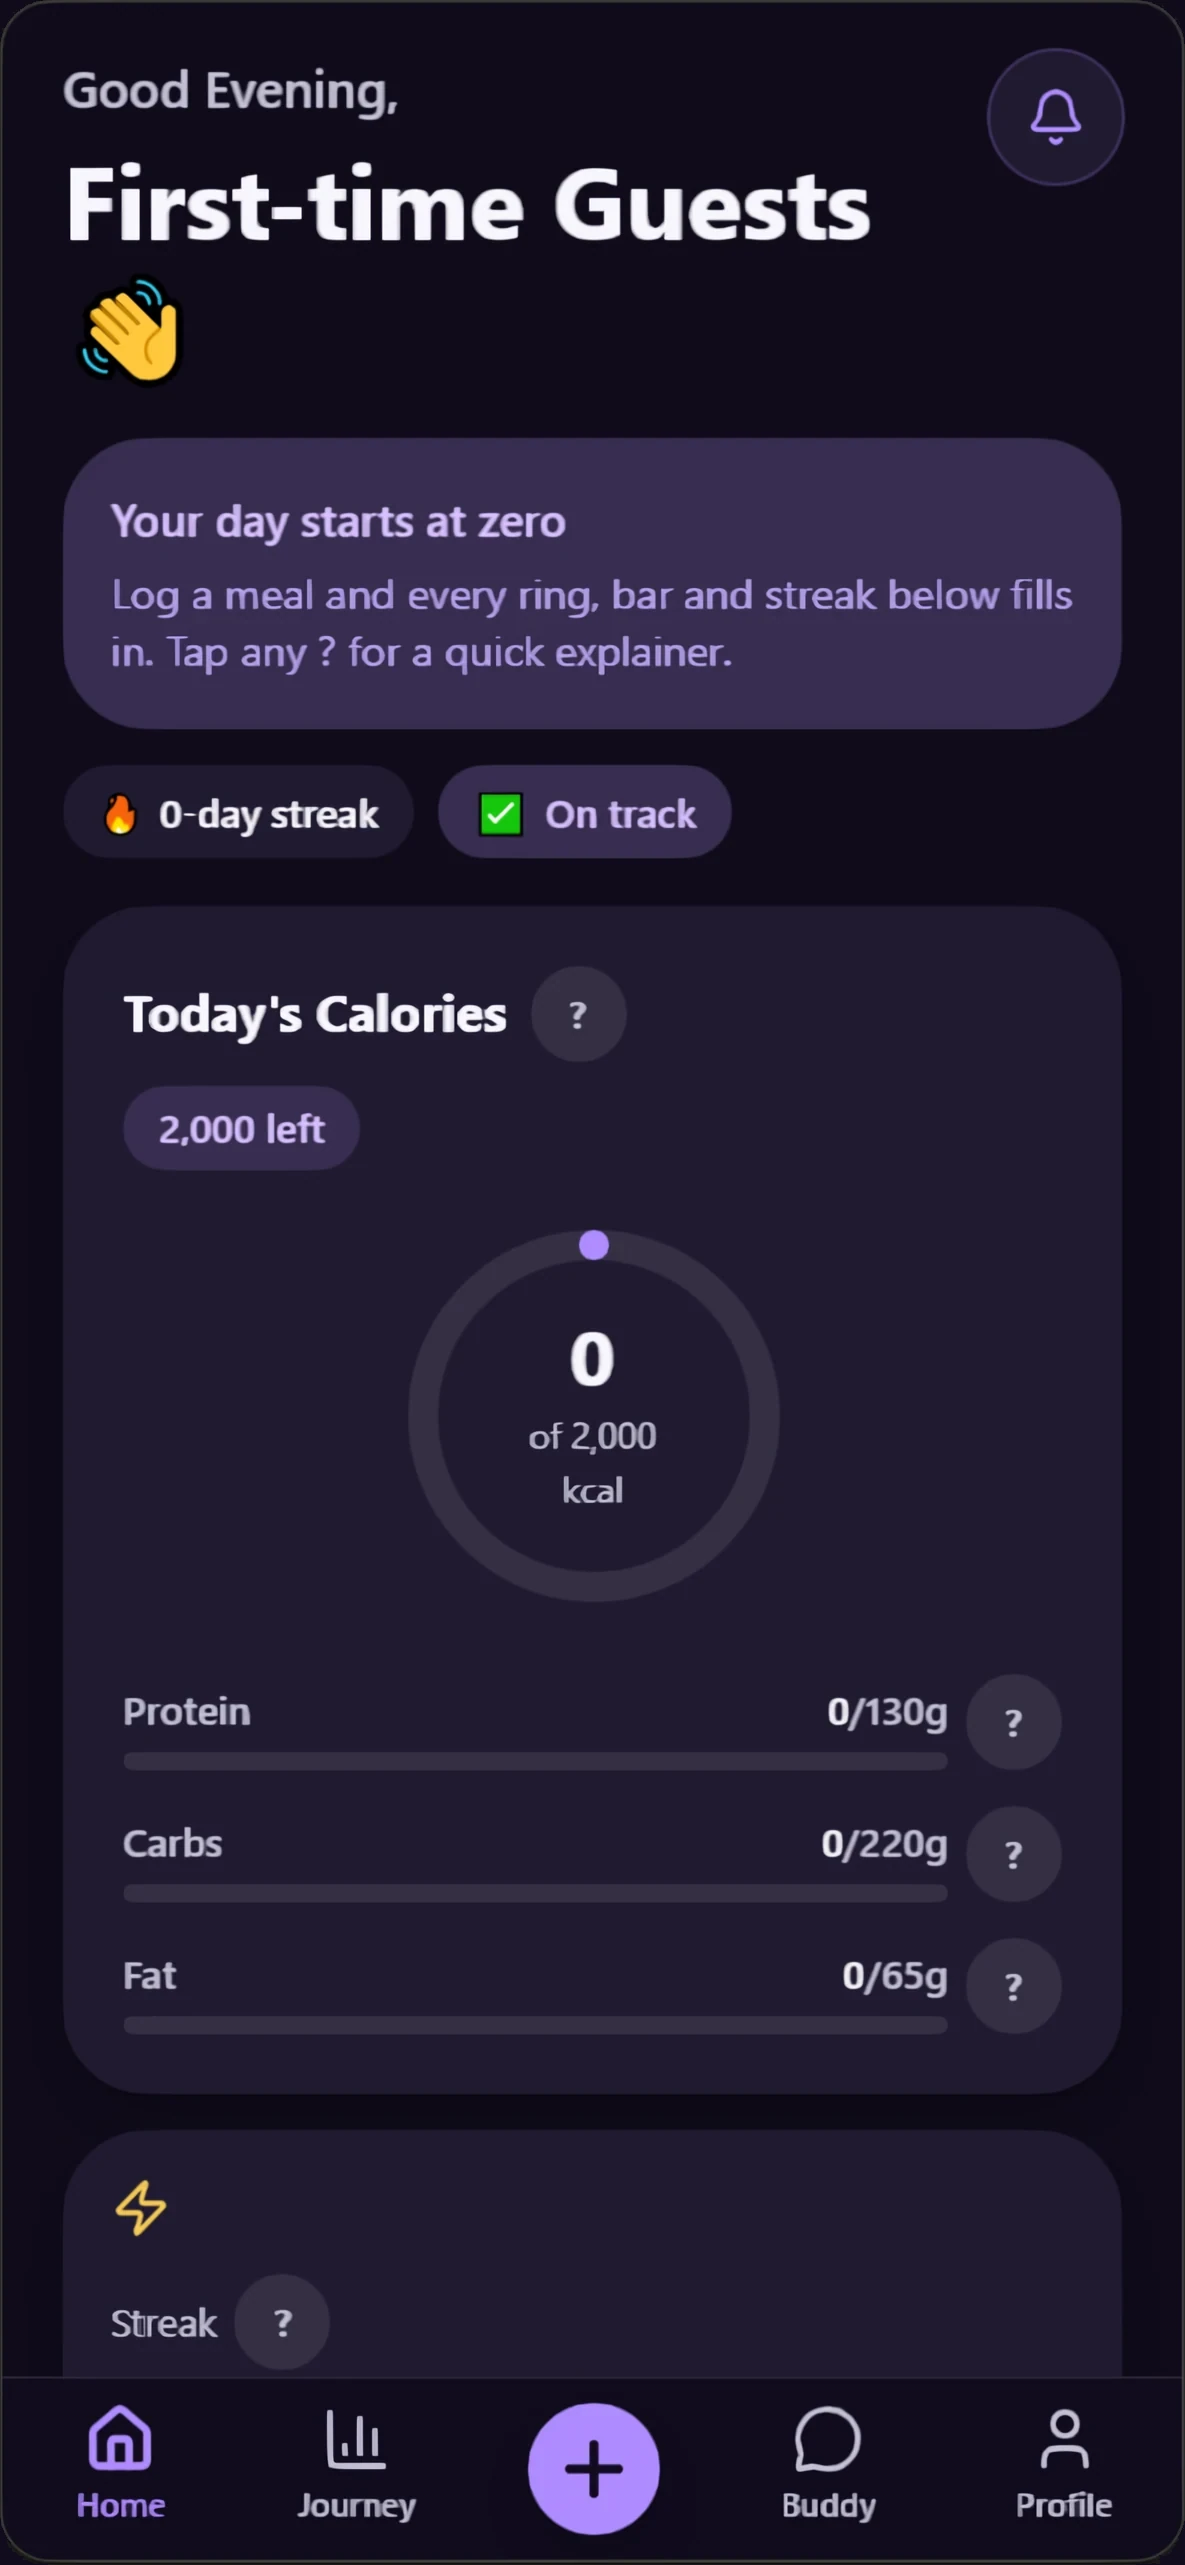 Good Evening,
First-time Guests
👋
Your day starts at zero
Log a meal and every ring, bar and streak below fills
in. Tap any ? for a quick explainer.
🔥 0-day streak
✅ On track
Today's Calories ?
2,000 left
0
of 2,000
kcal
Protein 0/130g ?
Carbs 0/220g ?
Fat 0/65g ?
Streak ?
Home Journey Buddy Profile